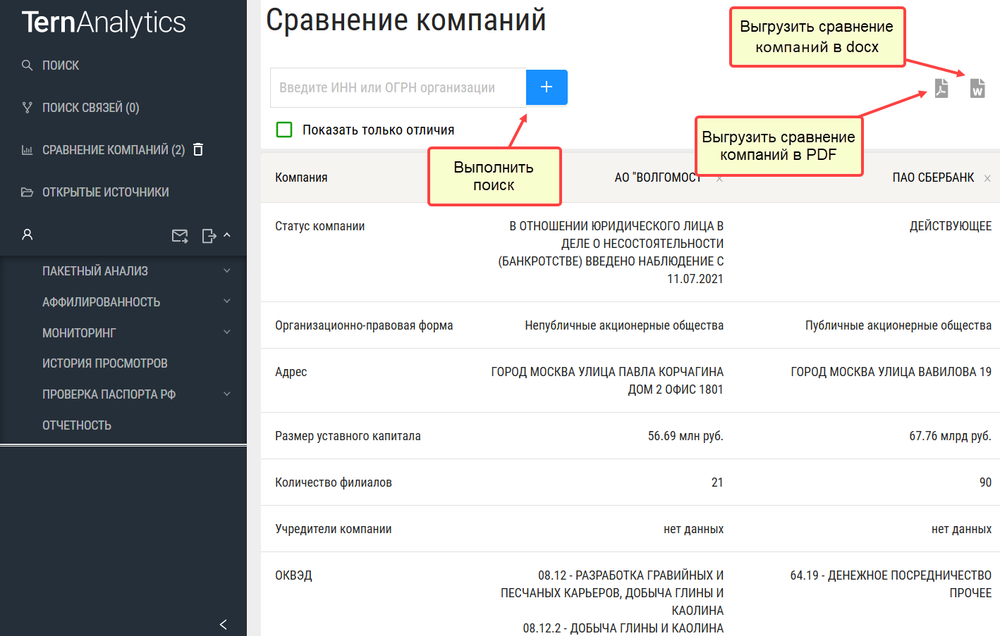 TernAnalytics
ПОИСК
ПОИСК СВЯЗЕЙ (0)
СРАВНЕНИЕ КОМПАНИЙ (2)
ОТКРЫТЫЕ ИСТОЧНИКИ
ПАКЕТНЫЙ АНАЛИЗ
АФФИЛИРОВАННОСТЬ
МОНИТОРИНГ
ИСТОРИЯ ПРОСМОТРОВ
ПРОВЕРКА ПАСПОРТА РФ
ОТЧЕТНОСТЬ
Сравнение компаний
Выгрузить сравнение
компаний в docx
Введите ИНН или ОГРН организации
+
W
Показать только отличия
Выгрузить сравнение
компаний в PDF
Выполнить
поиск
Компания
АО "ВОЛГОМОСТ
ПАО СБЕРБАНК
Статус компании
В ОТНОШЕНИИ ЮРИДИЧЕСКОГО ЛИЦА В
ДЕЛЕ О НЕСОСТОЯТЕЛЬНОСТИ
(БАНКРОТСТВЕ) ВВЕДЕНО НАБЛЮДЕНИЕ С
11.07.2021
ДЕЙСТВУЮЩЕЕ
Организационно-правовая форма
Непубличные акционерные общества
Публичные акционерные общества
Адрес
ГОРОД МОСКВА УЛИЦА ПАВЛА КОРЧАГИНА
ДОМ 2 ОФИС 1801
ГОРОД МОСКВА УЛИЦА ВАВИЛОВА 19
Размер уставного капитала
56.69 млн руб.
67.76 млрд руб.
Количество филиалов
21
90
Учредители компании
нет данных
нет данных
ОКВЭД
08.12 - РАЗРАБОТКА ГРАВИЙНЫХ И
ПЕСЧАНЫХ КАРЬЕРОВ, ДОБЫЧА ГЛИНЫ И
КАОЛИНА
08.12.2 - ДОБЫЧА ГЛИНЫ И КАОЛИНА
64.19 - ДЕНЕЖНОЕ ПОСРЕДНИЧЕСТВО
ПРОЧЕЕ